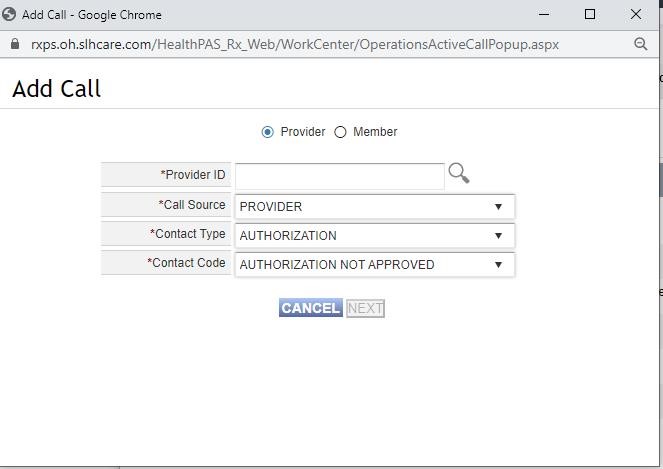 Add Call - Google Chrome
rxps.oh.slhcare.com/HealthPAS_Rx_Web/WorkCenter/OperationsActiveCallPopup.aspx
Add Call
Provider Member
*Provider ID
*Call Source PROVIDER
*Contact Type AUTHORIZATION
*Contact Code AUTHORIZATION NOT APPROVED
CANCEL NEXT